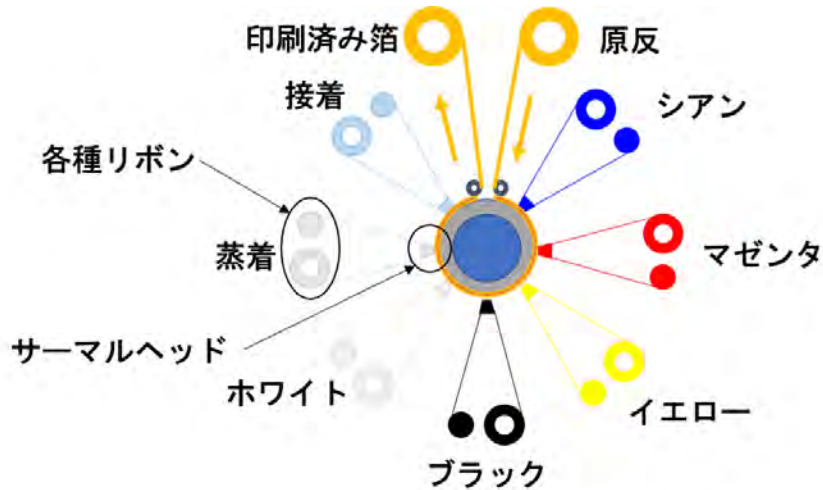 印刷済み箔
原反
接着
シアン
各種リボン
蒸着
マゼンタ
サーマルヘッド
ホワイト
イエロー
ブラック